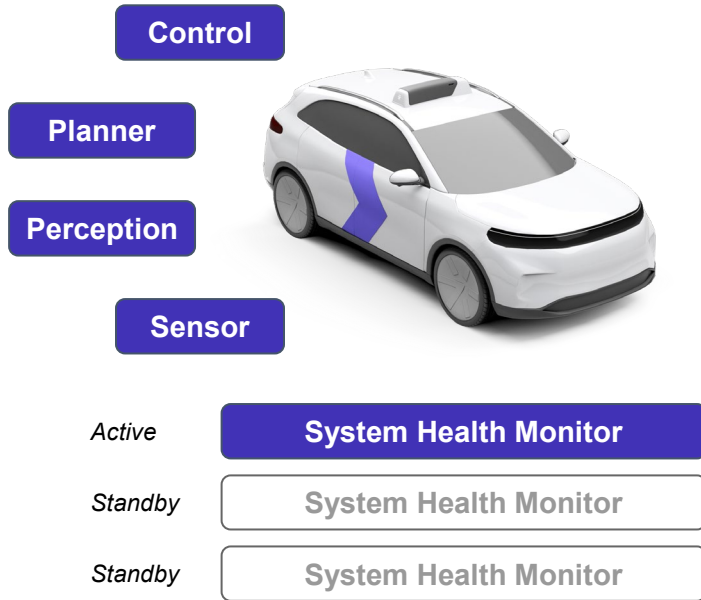 Control
Planner
Perception
Sensor
Active System Health Monitor
Standby System Health Monitor
Standby System Health Monitor